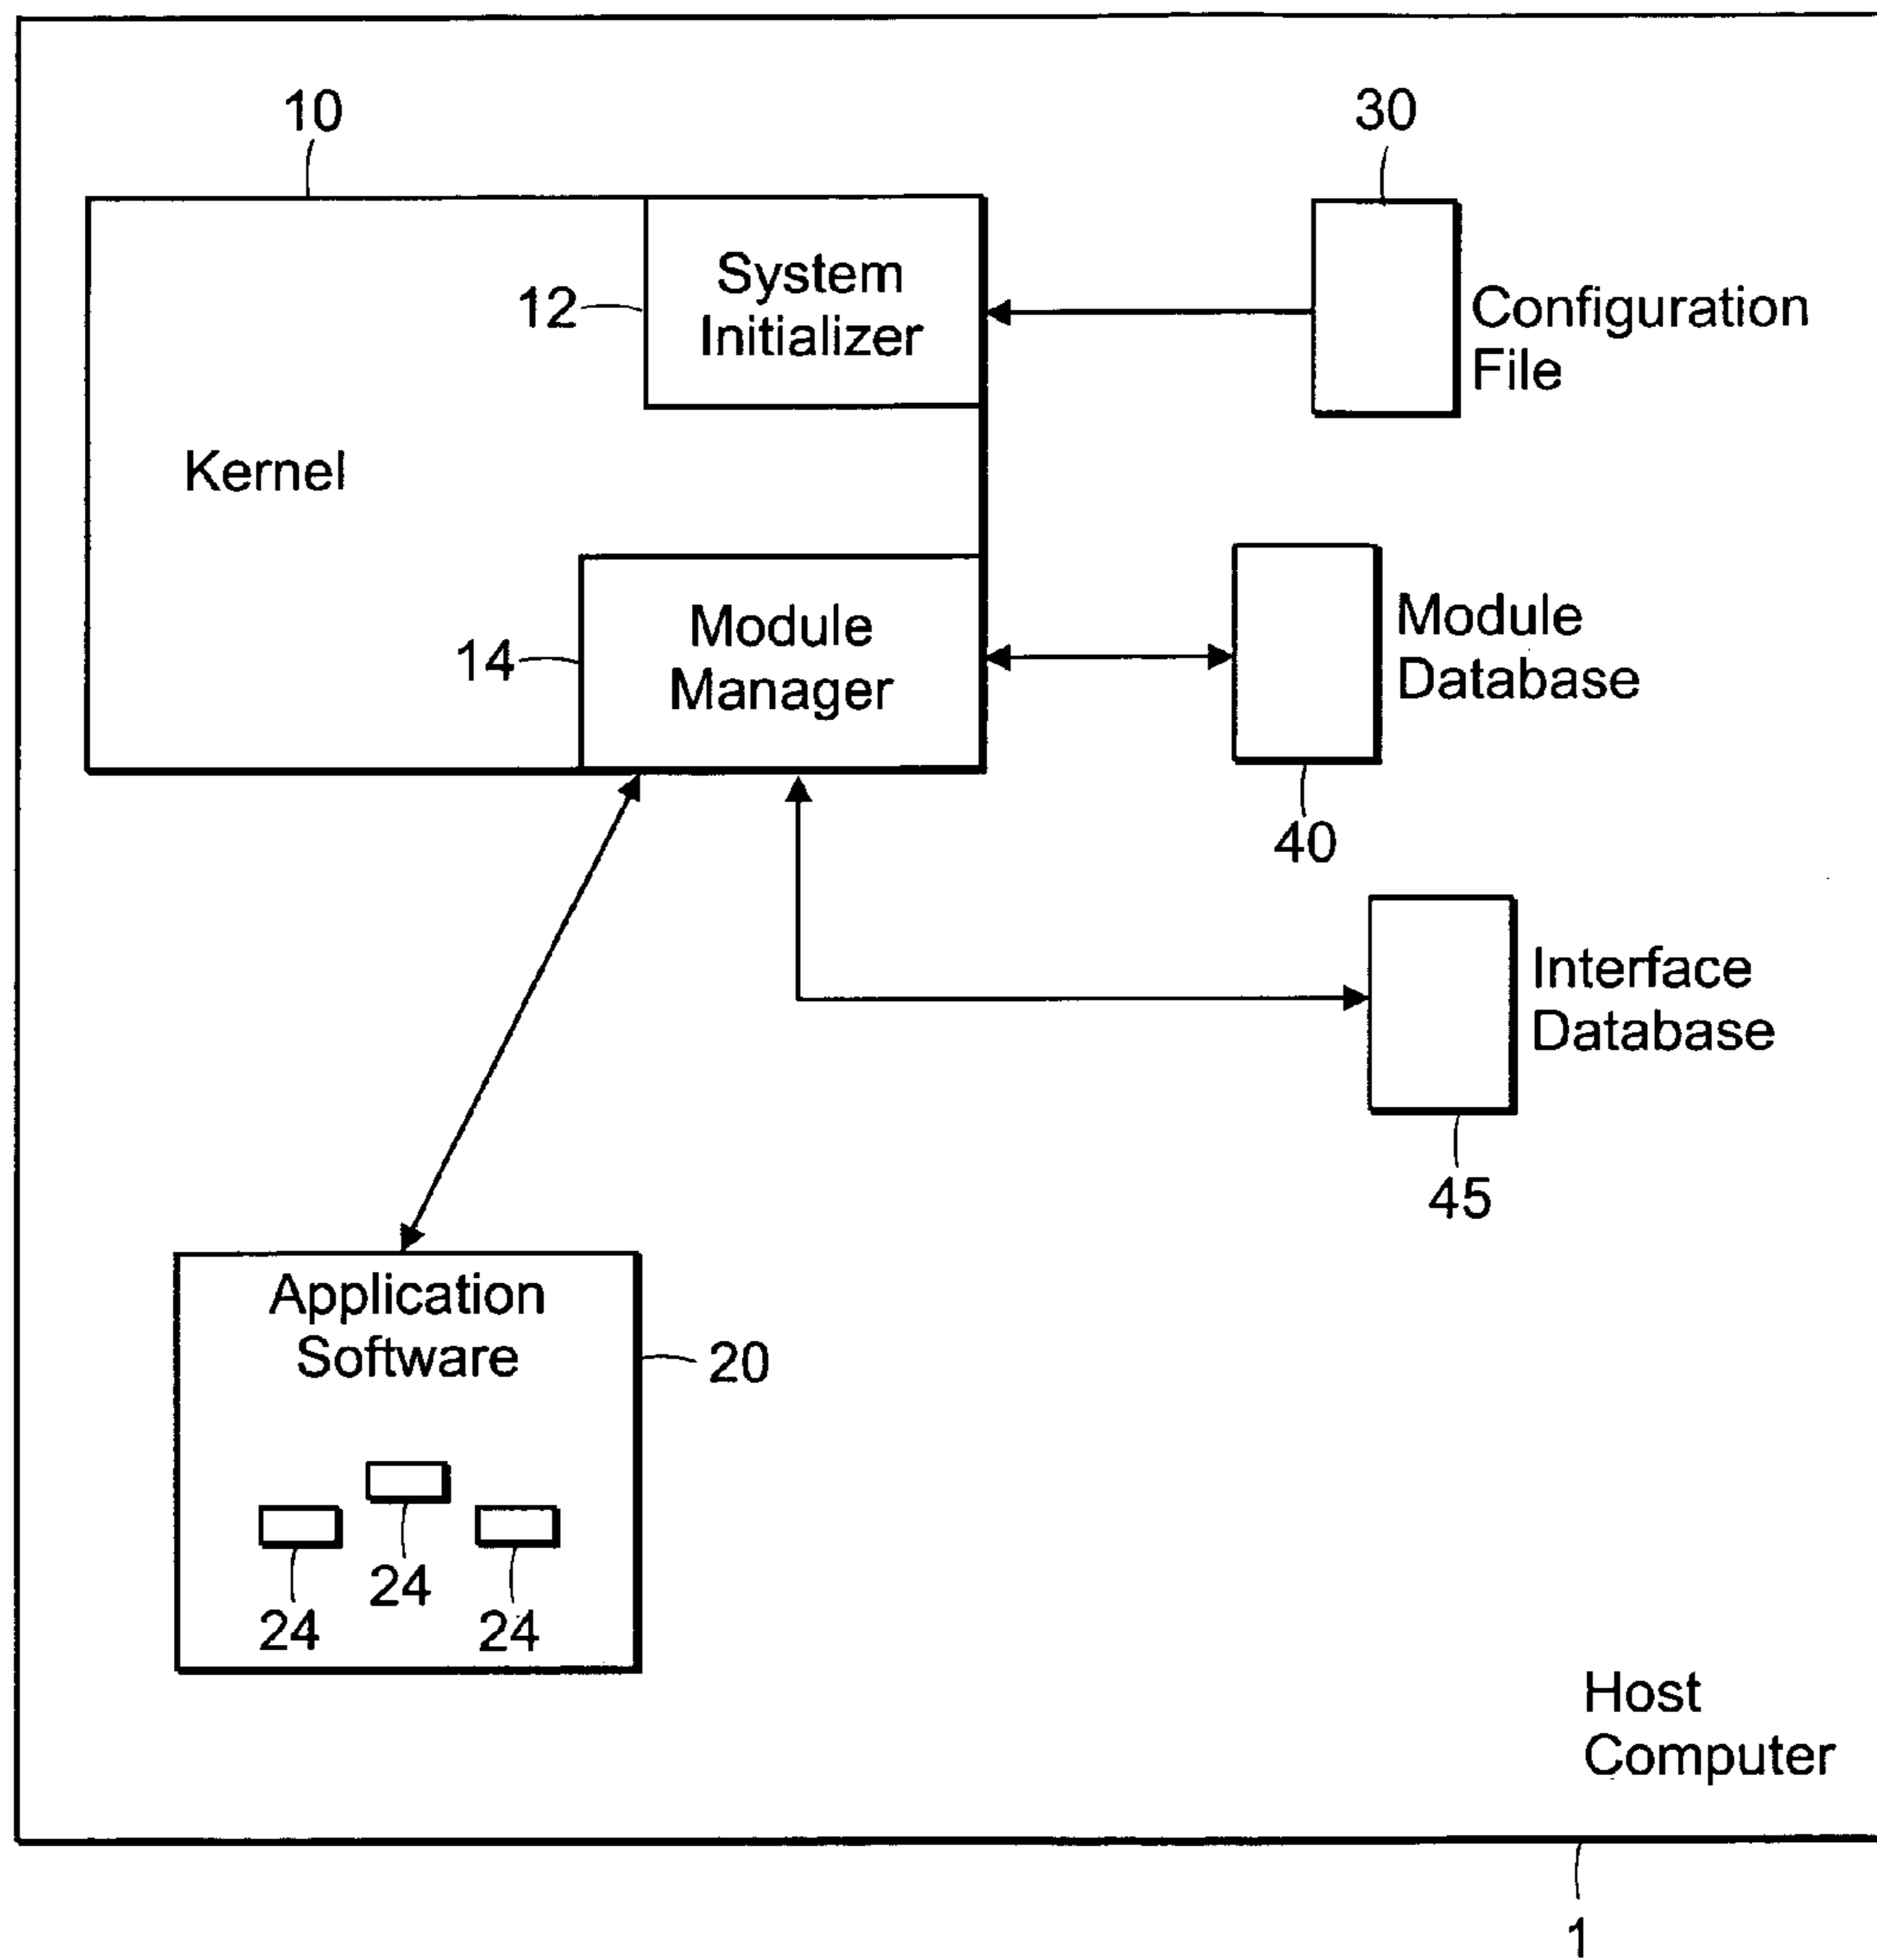 10
30
System
Initializer
12
Configuration
File
Kernel
Module
Manager
14
Module
Database
40
Interface
Database
45
Application
Software
20
24
24
24
Host
Computer
1